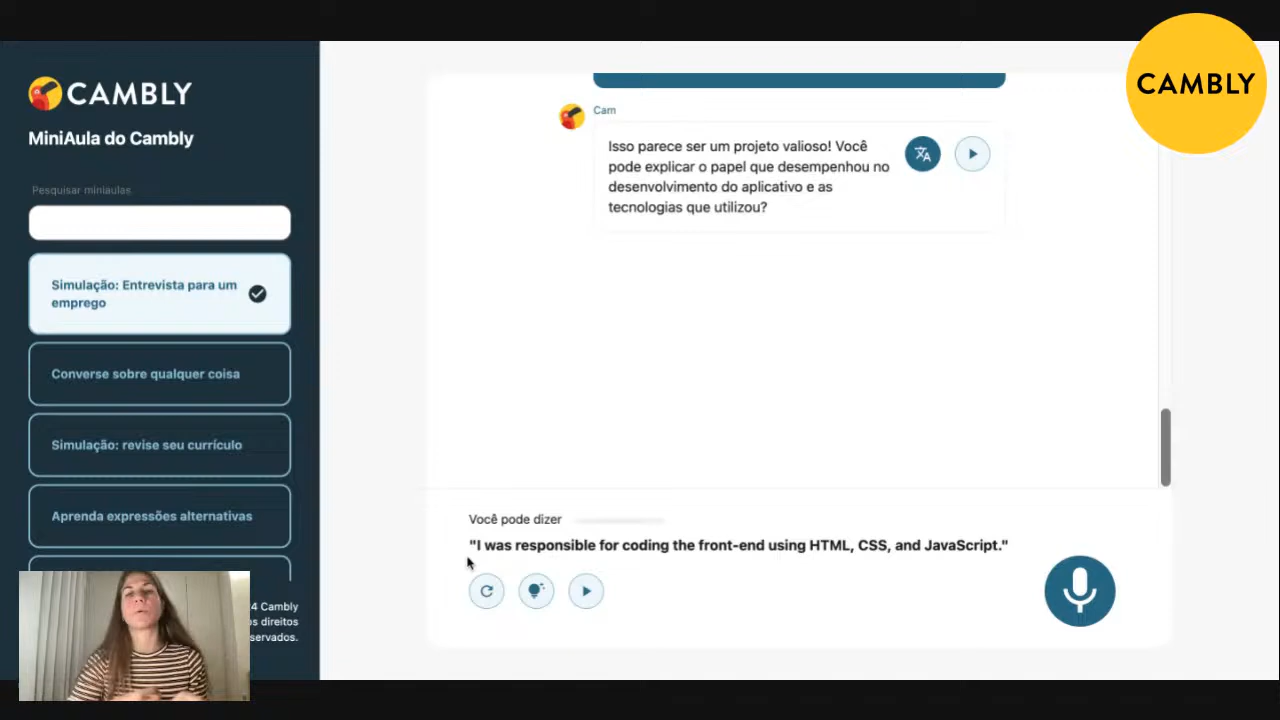 CAMBLY
CAMBLY
MiniAula do Cambly
Pesquisar miniaulas
Simulação: Entrevista para um
emprego
Converse sobre qualquer coisa
Simulação: revise seu currículo
Aprenda expressões alternativas
4 Cambly
s direitos
servados.
Cam
Isso parece ser um projeto valioso! Você
pode explicar o papel que desempenhou no
desenvolvimento do aplicativo e as
tecnologias que utilizou?
Você pode dizer
"I was responsible for coding the front-end using HTML, CSS, and JavaScript."